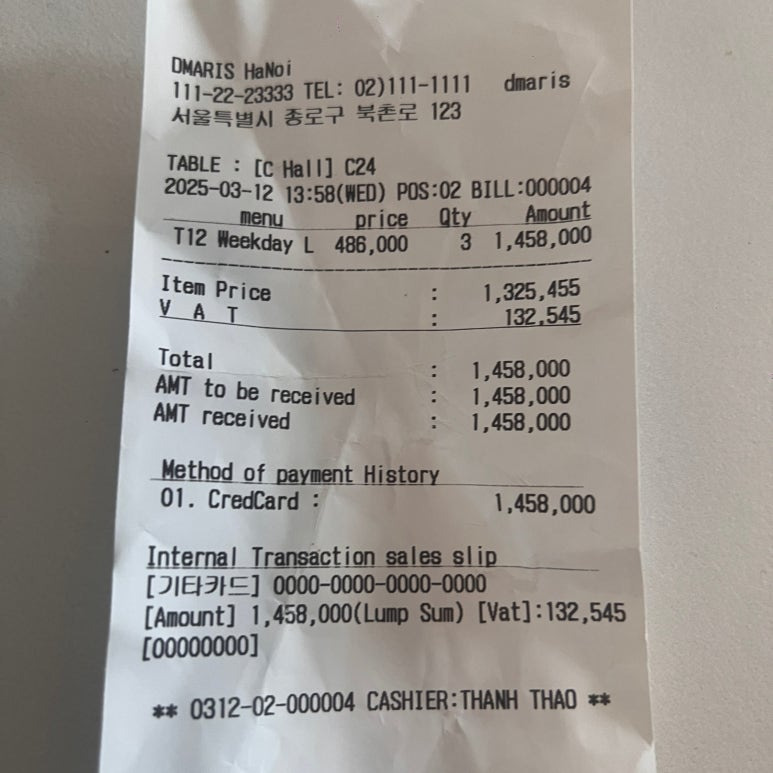 DMARIS HaNoi
111-22-23333 TEL: 02)111-1111 dmaris
서울특별시 종로구 북촌로 123
TABLE : [C Hall] C24
2025-03-12 13:58(WED) POS:02 BILL:000004
menu price Qty Amount
T12 Weekday L 486,000 3 1,458,000
Item Price : 1,325,455
V A T : 132,545
Total : 1,458,000
AMT to be received : 1,458,000
AMT received : 1,458,000
Method of payment History
01. CredCard : 1,458,000
Internal Transaction sales slip
[기타카드] 0000-0000-0000-0000
[Amount] 1,458,000(Lump Sum) [Vat]:132,545
[00000000]
** 0312-02-000004 CASHIER:THANH THAO **